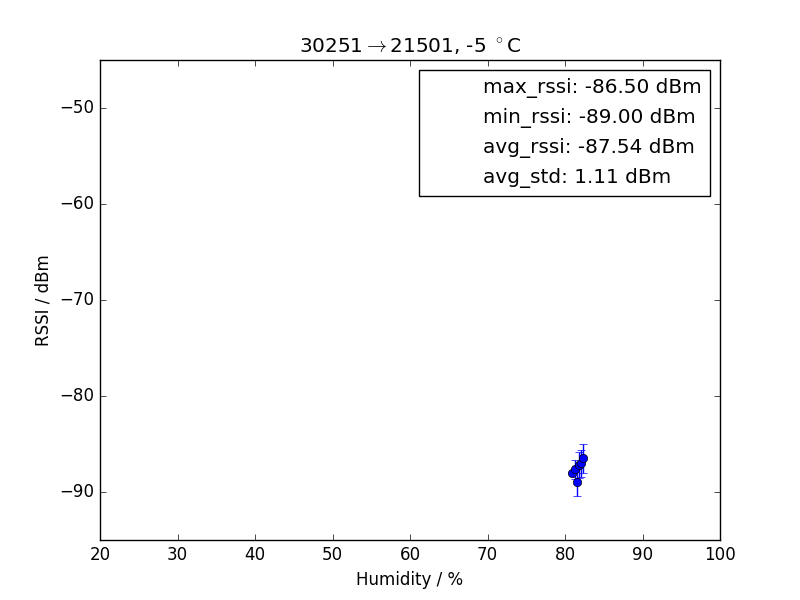 30251→21501, -5 °C
max_rssi: -86.50 dBm
min_rssi: -89.00 dBm
avg_rssi: -87.54 dBm
avg_std: 1.11 dBm
RSSI / dBm
−50
−60
−70
−80
−90
20 30 40 50 60 70 80 90 100
Humidity / %